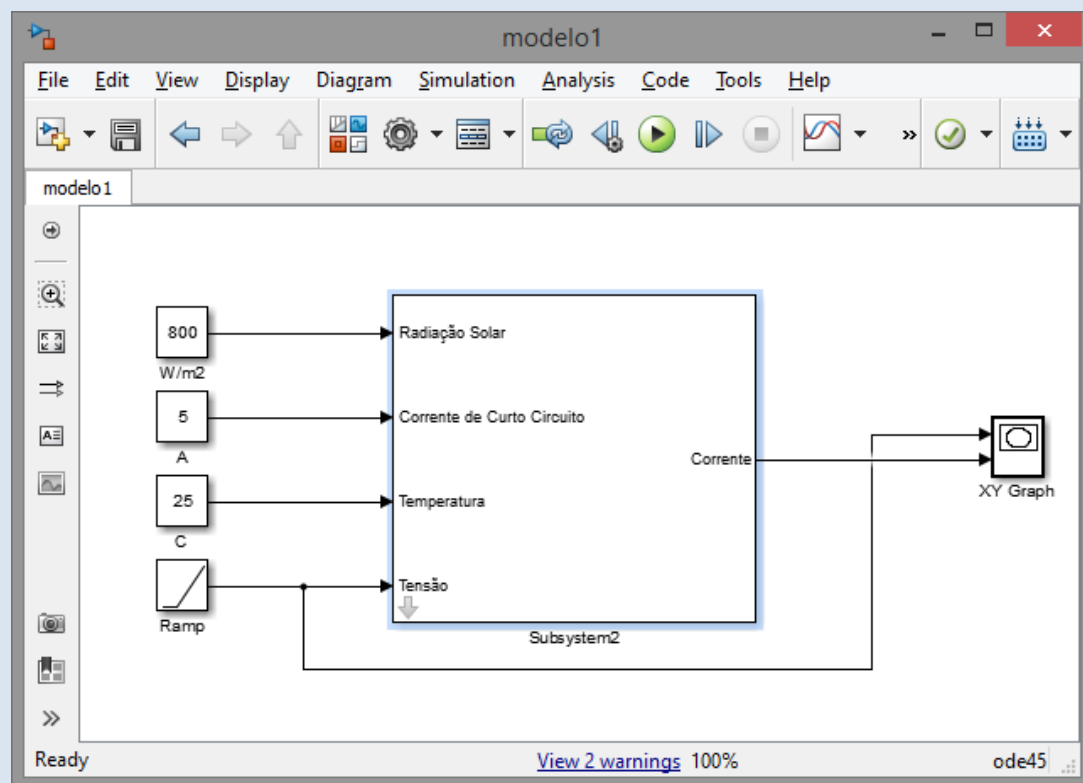 modelo1
File Edit View Display Diagram Simulation Analysis Code Tools Help
»
modelo1
800
W/m2
5
A
25
C
Ramp
Radiação Solar
Corrente de Curto Circuito
Temperatura
Tensão
Corrente
Subsystem2
XY Graph
»
Ready View 2 warnings 100% ode45